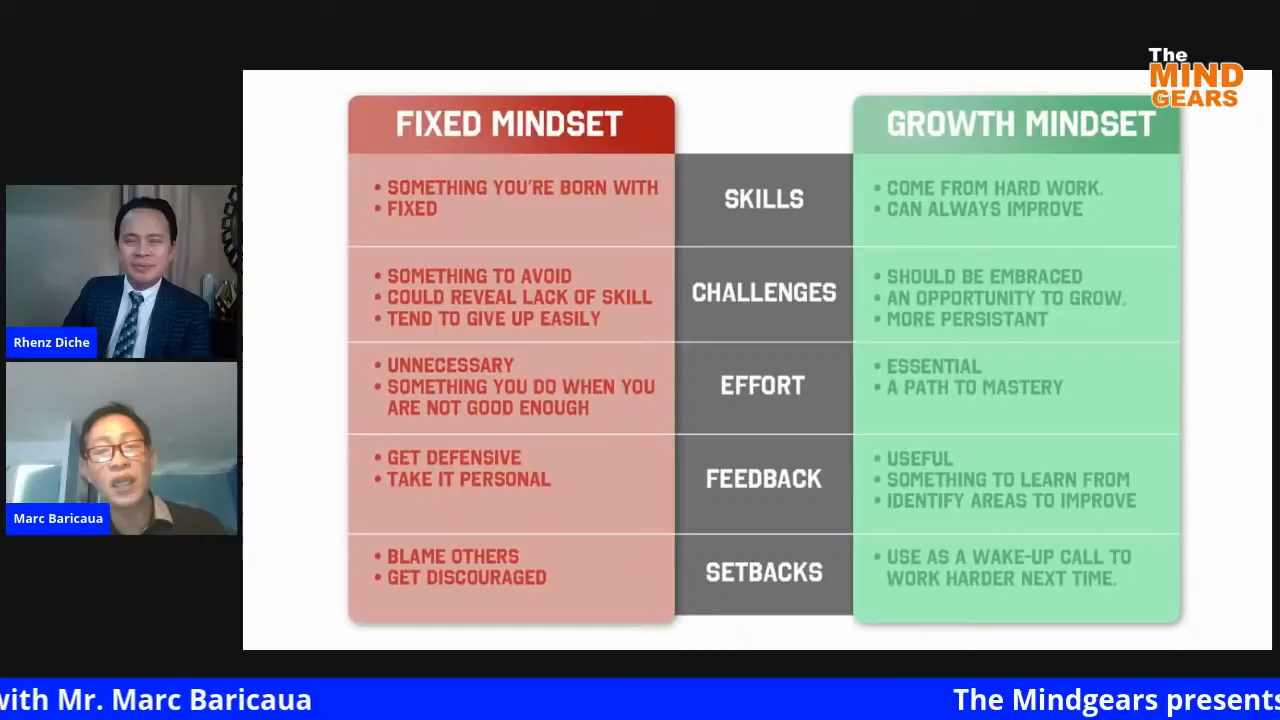 The
MIND
GEARS
FIXED MINDSET
GROWTH MINDSET
• SOMETHING YOU'RE BORN WITH
• FIXED
SKILLS
• COME FROM HARD WORK.
• CAN ALWAYS IMPROVE
• SOMETHING TO AVOID
• COULD REVEAL LACK OF SKILL
• TEND TO GIVE UP EASILY
CHALLENGES
• SHOULD BE EMBRACED
• AN OPPORTUNITY TO GROW.
• MORE PERSISTANT
• UNNECESSARY
• SOMETHING YOU DO WHEN YOU
ARE NOT GOOD ENOUGH
EFFORT
• ESSENTIAL
• A PATH TO MASTERY
• GET DEFENSIVE
• TAKE IT PERSONAL
FEEDBACK
• USEFUL
• SOMETHING TO LEARN FROM
• IDENTIFY AREAS TO IMPROVE
• BLAME OTHERS
• GET DISCOURAGED
SETBACKS
• USE AS A WAKE-UP CALL TO
WORK HARDER NEXT TIME.
Rhenz Diche
Marc Baricaua
with Mr. Marc Baricaua
The Mindgears presents